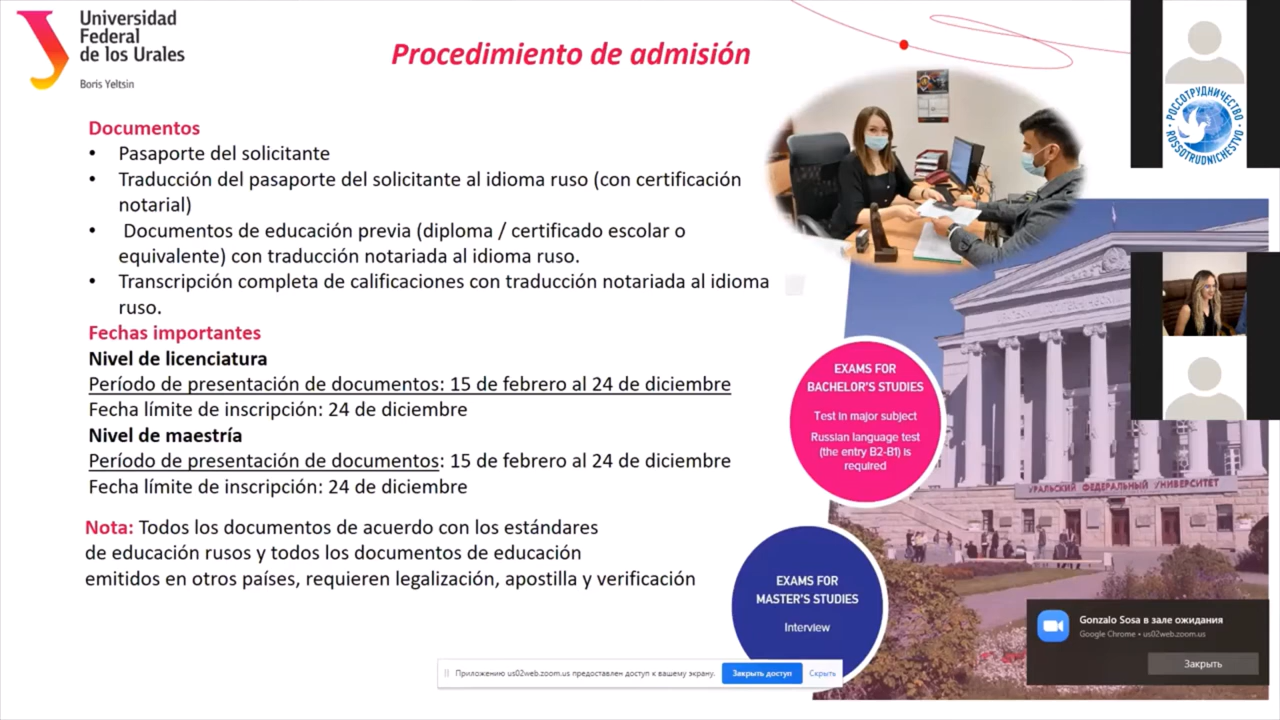 Universidad
Federal
de los Urales
Boris Yeltsin
Procedimiento de admisión
Documentos
• Pasaporte del solicitante
• Traducción del pasaporte del solicitante al idioma ruso (con certificación
notarial)
• Documentos de educación previa (diploma / certificado escolar o
equivalente) con traducción notariada al idioma ruso.
• Transcripción completa de calificaciones con traducción notariada al idioma
ruso.
Fechas importantes
Nivel de licenciatura
Período de presentación de documentos: 15 de febrero al 24 de diciembre
Fecha límite de inscripción: 24 de diciembre
Nivel de maestría
Período de presentación de documentos: 15 de febrero al 24 de diciembre
Fecha límite de inscripción: 24 de diciembre
Nota: Todos los documentos de acuerdo con los estándares
de educación rusos y todos los documentos de educación
emitidos en otros países, requieren legalización, apostilla y verificación
EXAMS FOR
BACHELOR'S STUDIES
Test in major subject
Russian language test
(the entry B2-B1) is
required
EXAMS FOR
MASTER'S STUDIES
Interview
РОССОТРУДНИЧЕСТВО
ROSSOTRUDNICHESTVO
УРАЛЬСКИЙ ФЕДЕРАЛЬНЫЙ УНИВЕРСИТЕТ
Gonzalo Sosa в зале ожидания
Google Chrome • us02web.zoom.us
Закрыть
Приложению us02web.zoom.us предоставлен доступ к вашему экрану.
Закрыть доступ
Скрыть